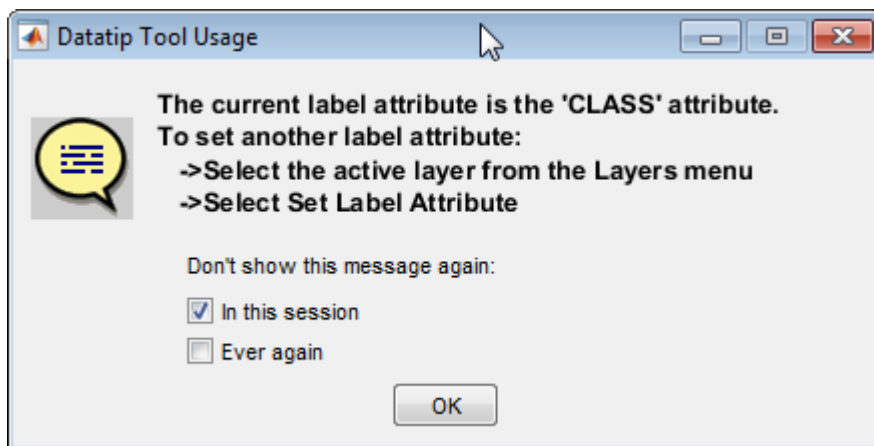 Datatip Tool Usage
The current label attribute is the 'CLASS' attribute.
To set another label attribute:
->Select the active layer from the Layers menu
->Select Set Label Attribute
Don't show this message again:
In this session
Ever again
OK